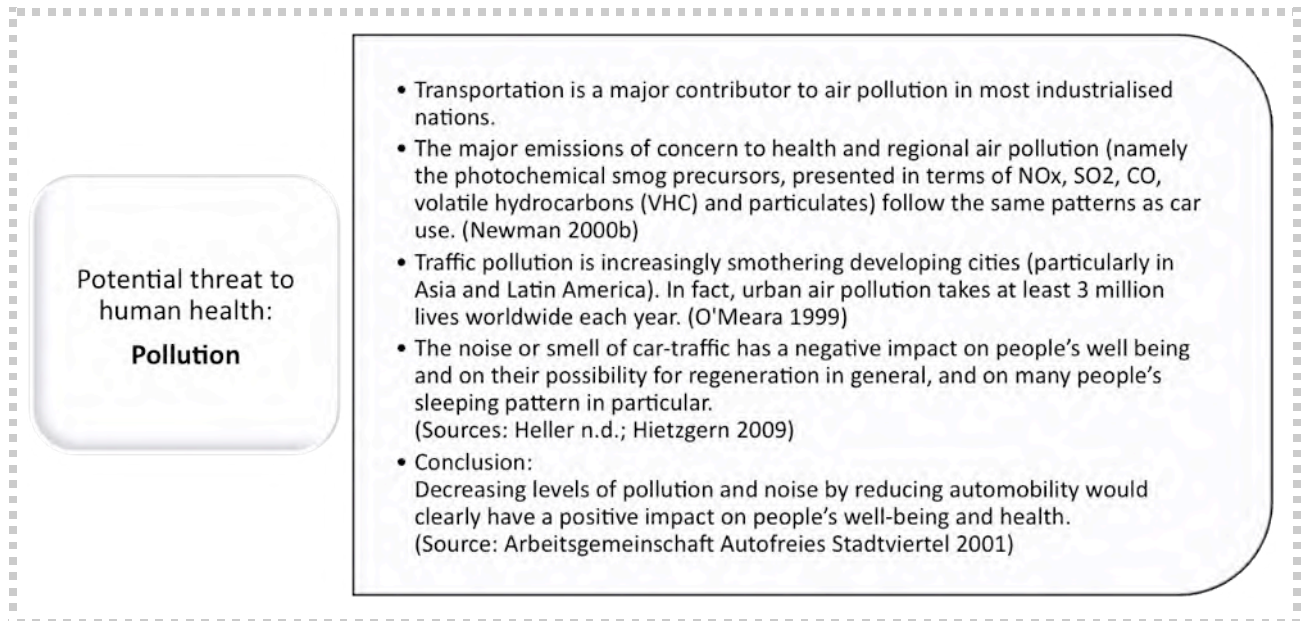 Potential threat to
human health:
Pollution
• Transportation is a major contributor to air pollution in most industrialised
nations.
• The major emissions of concern to health and regional air pollution (namely
the photochemical smog precursors, presented in terms of NOx, SO2, CO,
volatile hydrocarbons (VHC) and particulates) follow the same patterns as car
use. (Newman 2000b)
• Traffic pollution is increasingly smothering developing cities (particularly in
Asia and Latin America). In fact, urban air pollution takes at least 3 million
lives worldwide each year. (O'Meara 1999)
• The noise or smell of car-traffic has a negative impact on people’s well being
and on their possibility for regeneration in general, and on many people’s
sleeping pattern in particular.
(Sources: Heller n.d.; Hietzgern 2009)
• Conclusion:
Decreasing levels of pollution and noise by reducing automobility would
clearly have a positive impact on people’s well-being and health.
(Source: Arbeitsgemeinschaft Autofreies Stadtviertel 2001)